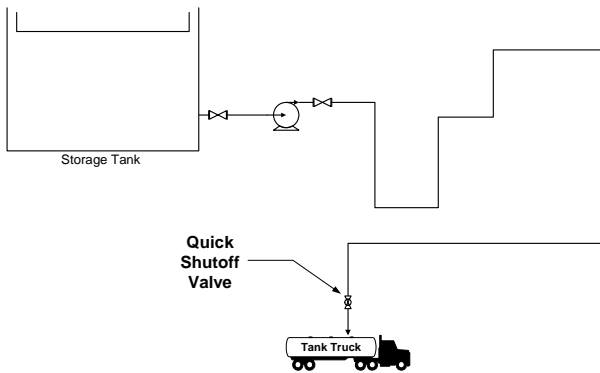 Storage Tank
Quick
Shutoff
Valve
Tank Truck